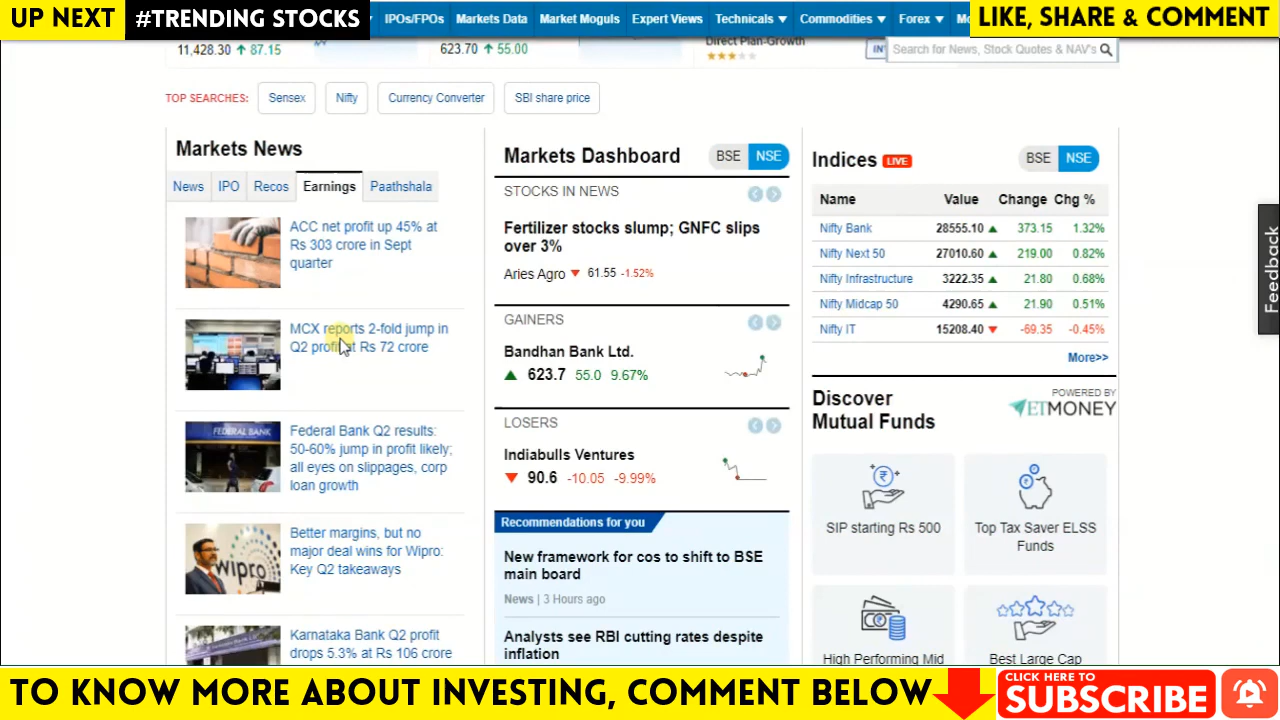 UP NEXT #TRENDING STOCKS
IPOs/FPOs Markets Data Market Moguls Expert Views Technicals Commodities Forex
LIKE, SHARE & COMMENT
11,428.30 87.15
623.70 55.00
Direct Plan-Growth
Search for News, Stock Quotes & NAV's
TOP SEARCHES: Sensex Nifty Currency Converter SBI share price
Markets News
News IPO Recos Earnings Paathshala
ACC net profit up 45% at
Rs 303 crore in Sept
quarter
MCX reports 2-fold jump in
Q2 profit at Rs 72 crore
Federal Bank Q2 results:
50-60% jump in profit likely;
all eyes on slippages, corp
loan growth
FEDERAL BANK
Better margins, but no
major deal wins for Wipro:
Key Q2 takeaways
wipro
Karnataka Bank Q2 profit
drops 5.3% at Rs 106 crore
Markets Dashboard BSE NSE
STOCKS IN NEWS
Fertilizer stocks slump; GNFC slips
over 3%
Aries Agro 61.55 -1.52%
GAINERS
Bandhan Bank Ltd.
623.7 55.0 9.67%
LOSERS
Indiabulls Ventures
90.6 -10.05 -9.99%
Recommendations for you
New framework for cos to shift to BSE
main board
News | 3 Hours ago
Analysts see RBI cutting rates despite
inflation
Indices LIVE BSE NSE
Name Value Change Chg %
Nifty Bank 28555.10 373.15 1.32%
Nifty Next 50 27010.60 219.00 0.82%
Nifty Infrastructure 3222.35 21.80 0.68%
Nifty Midcap 50 4290.65 21.90 0.51%
Nifty IT 15208.40 -69.35 -0.45%
More>>
Discover
Mutual Funds
POWERED BY
ETMONEY
SIP starting Rs 500
Top Tax Saver ELSS
Funds
High Performing Mid
Best Large Cap
Feedback
TO KNOW MORE ABOUT INVESTING, COMMENT BELOW
CLICK HERE TO
SUBSCRIBE